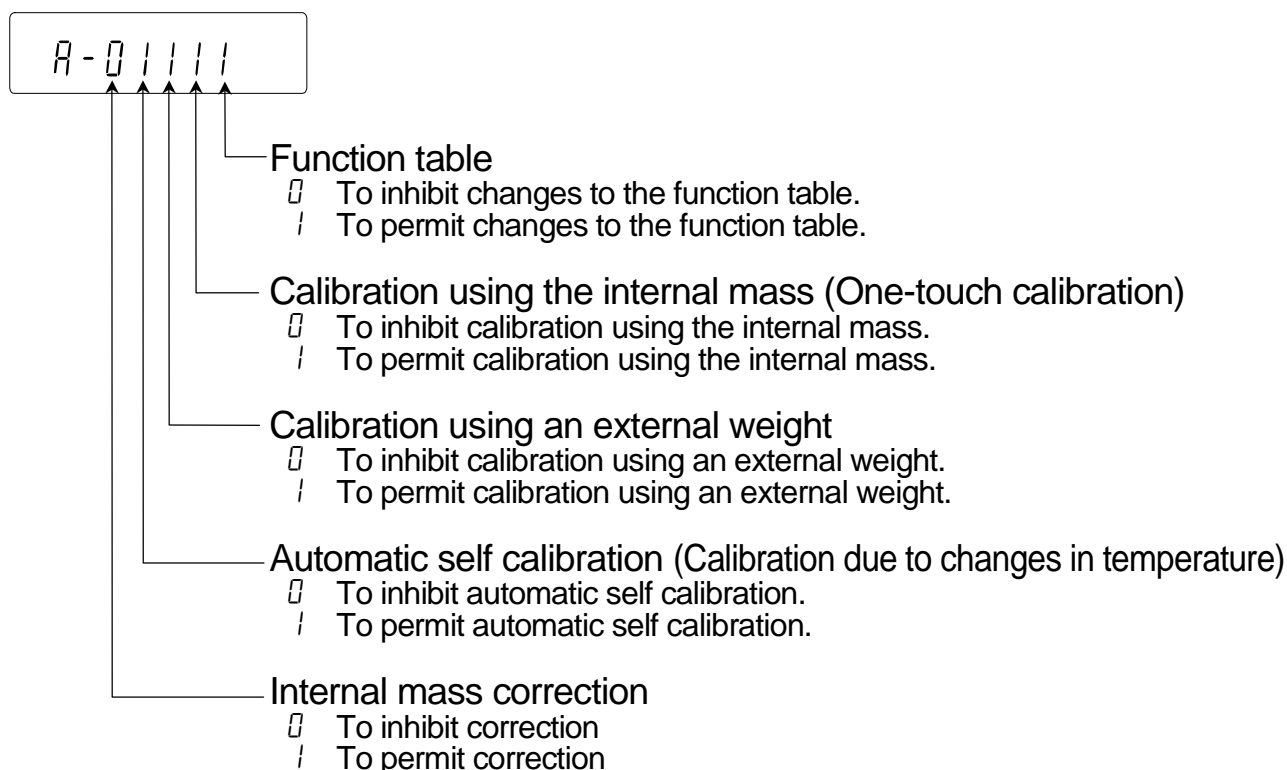 A-01111
Function table
0 To inhibit changes to the function table.
1 To permit changes to the function table.
Calibration using the internal mass (One-touch calibration)
0 To inhibit calibration using the internal mass.
1 To permit calibration using the internal mass.
Calibration using an external weight
0 To inhibit calibration using an external weight.
1 To permit calibration using an external weight.
Automatic self calibration (Calibration due to changes in temperature)
0 To inhibit automatic self calibration.
1 To permit automatic self calibration.
Internal mass correction
0 To inhibit correction
1 To permit correction